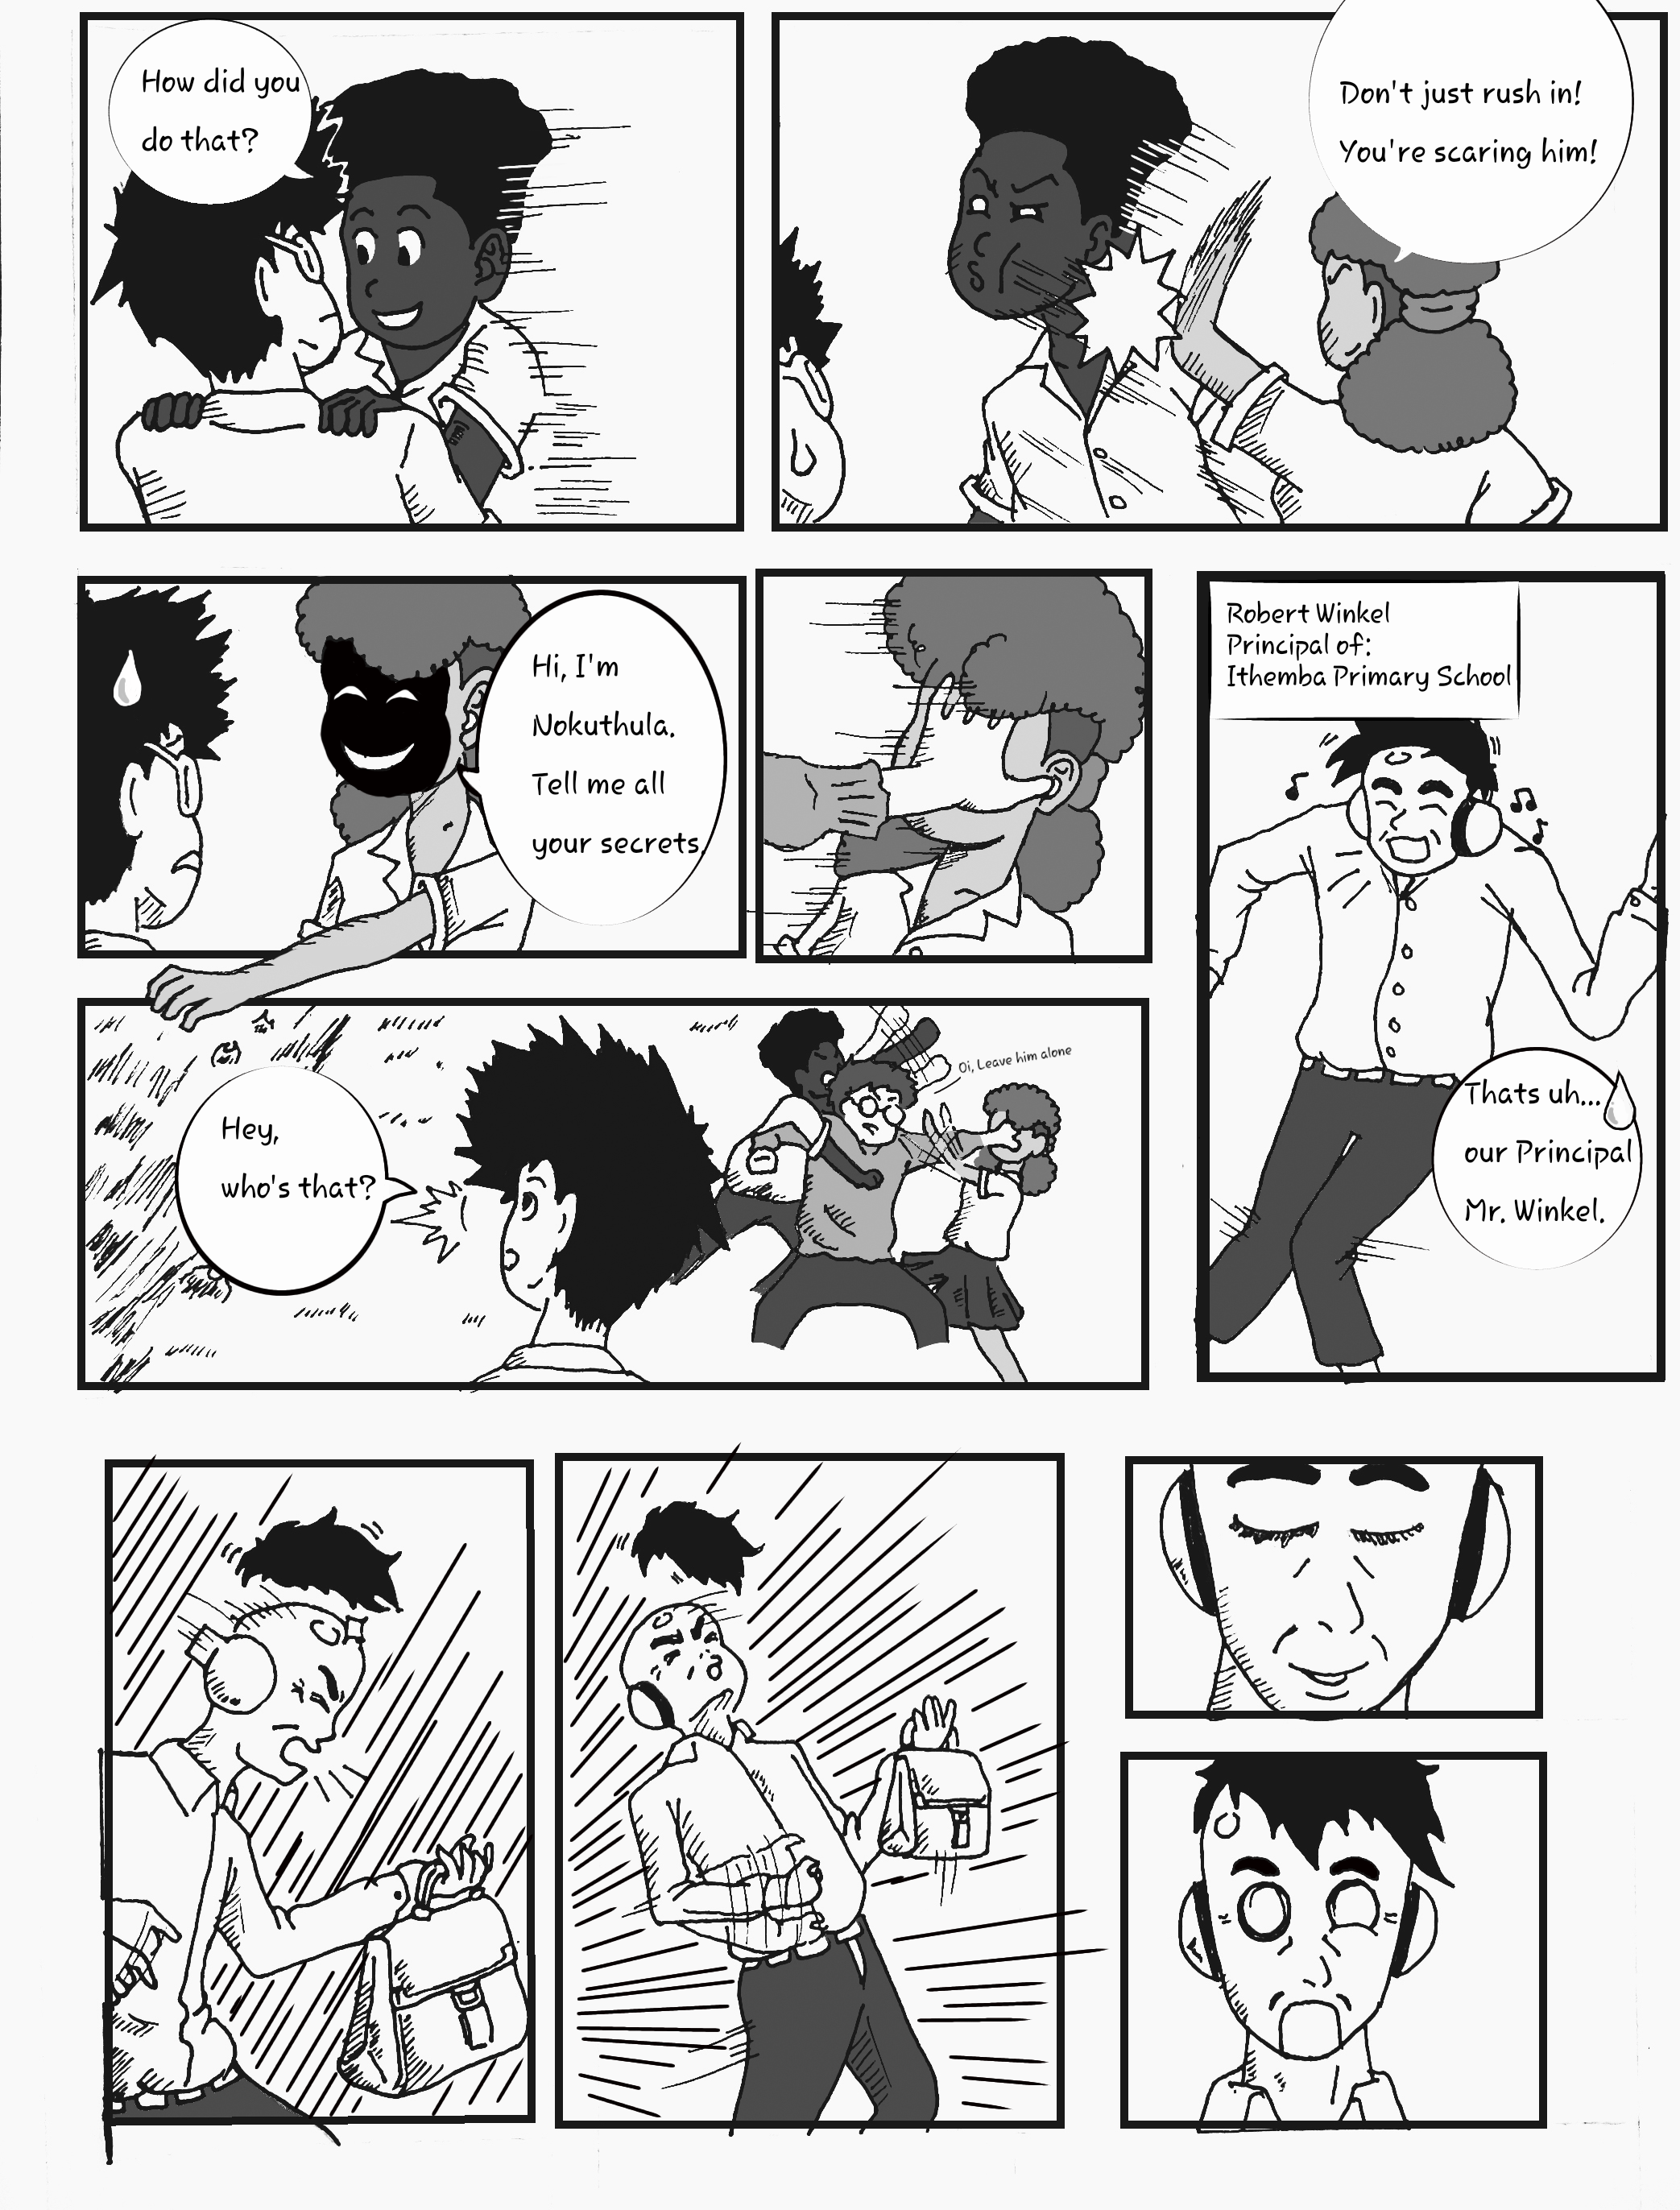 How did you
do that?
Don't just rush in!
You're scaring him!
Hi, I'm
Nokuthula.
Tell me all
your secrets.
Robert Winkel
Principal of:
Ithemba Primary School
Hey,
who's that?
Oi, Leave him alone
Thats uh...
our Principal
Mr. Winkel.